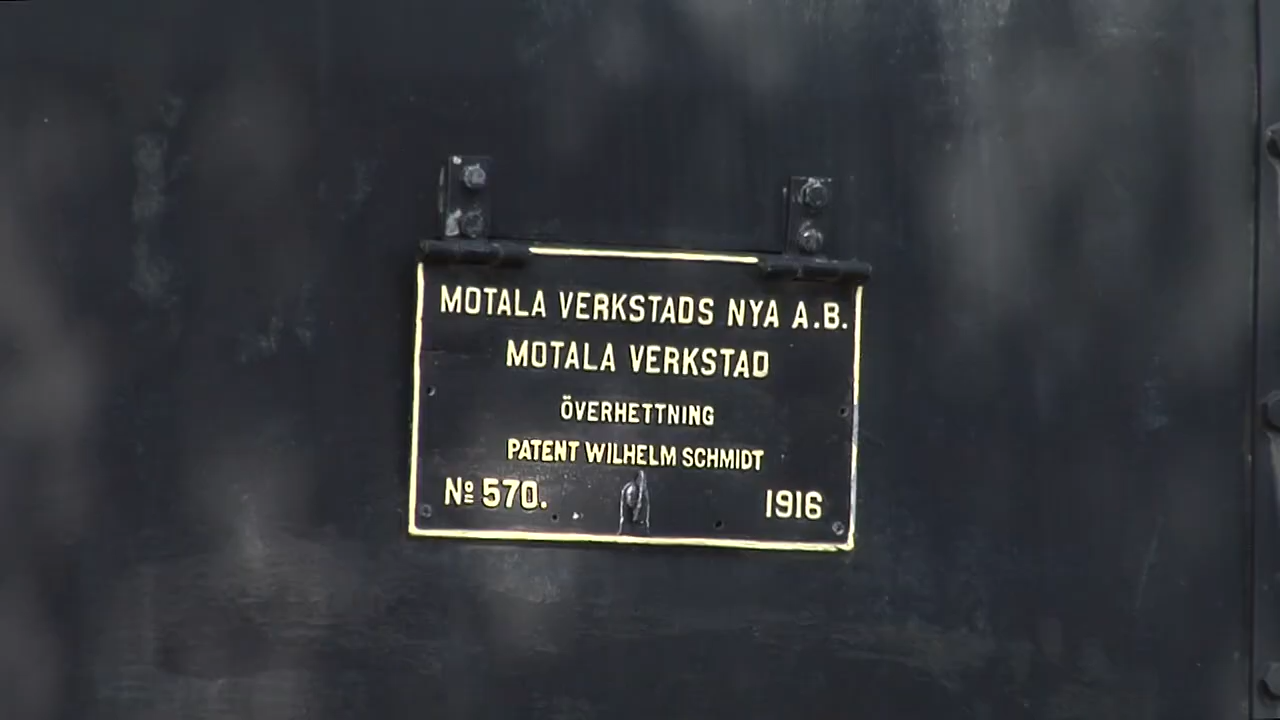 MOTALA VERKSTADS NYA A.B.
MOTALA VERKSTAD
ÖVERHETTNING
PATENT WILHELM SCHMIDT
Nº 570. 1916